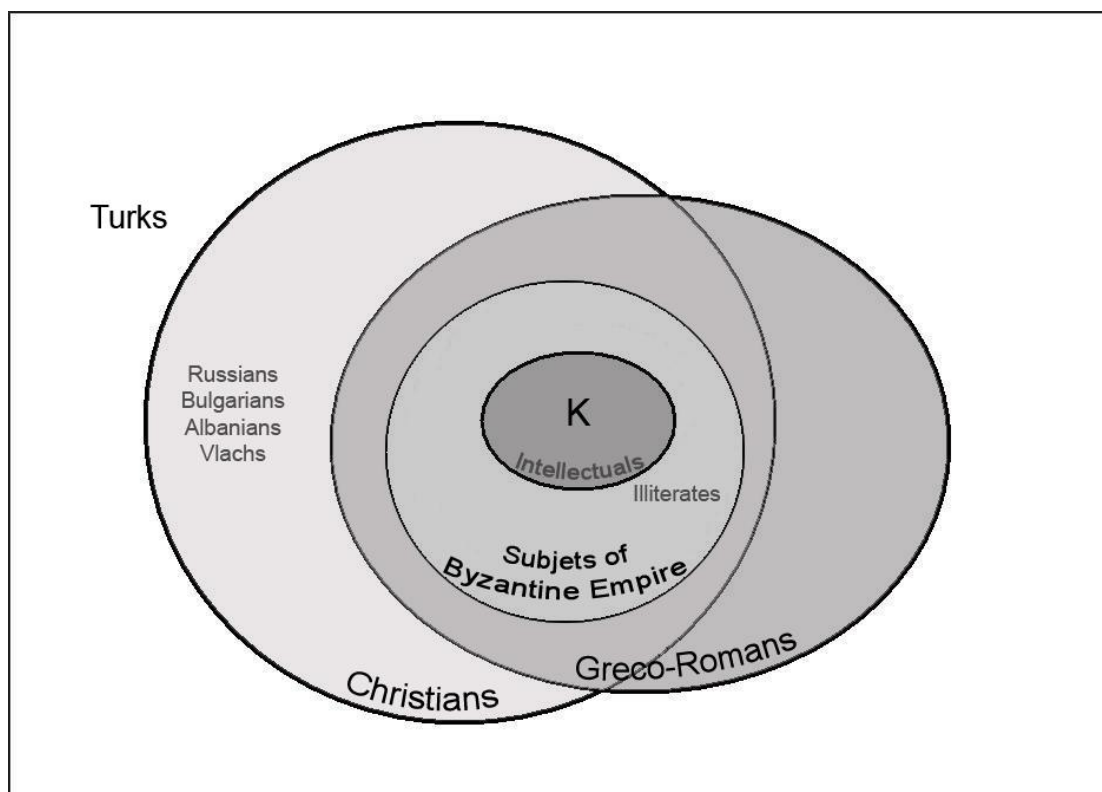 Turks
Russians
Bulgarians
Albanians
Vlachs
K
Intellectuals
Illiterates
Subjets of
Byzantine Empire
Greco-Romans
Christians